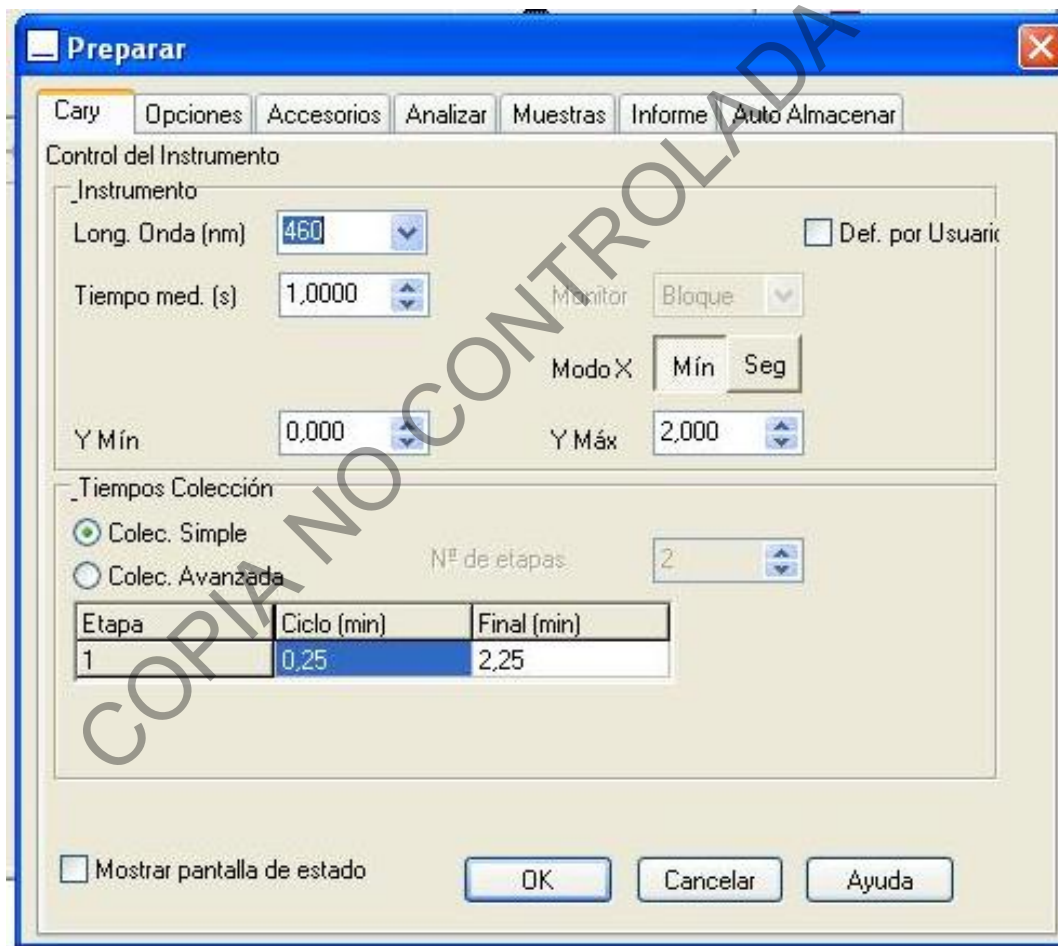 Preparar
Cary Opciones Accesorios Analizar Muestras Informe Auto Almacenar
Control del Instrumento
Instrumento
Long. Onda (nm) 460 Def. por Usuario
Tiempo med. (s) 1,0000 Monitor Bloque
Modo X Mín Seg
Y Mín 0,000 Y Máx 2,000
Tiempos Colección
Colec. Simple
Nº de etapas 2
Colec. Avanzada
Etapa Ciclo (min) Final (min)
1 0,25 2,25
Mostrar pantalla de estado OK Cancelar Ayuda
COPIA NO CONTROLADA